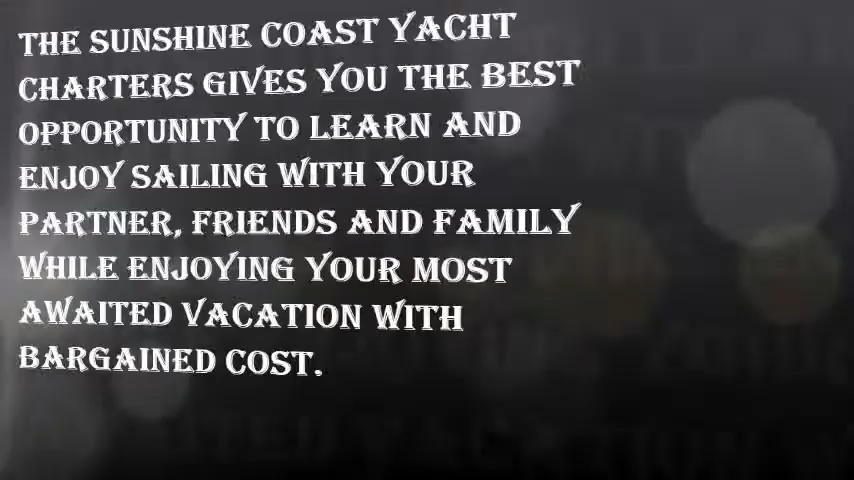 THE SUNSHINE COAST YACHT
CHARTERS GIVES YOU THE BEST
OPPORTUNITY TO LEARN AND
ENJOY SAILING WITH YOUR
PARTNER, FRIENDS AND FAMILY
WHILE ENJOYING YOUR MOST
AWAITED VACATION WITH
BARGAINED COST.